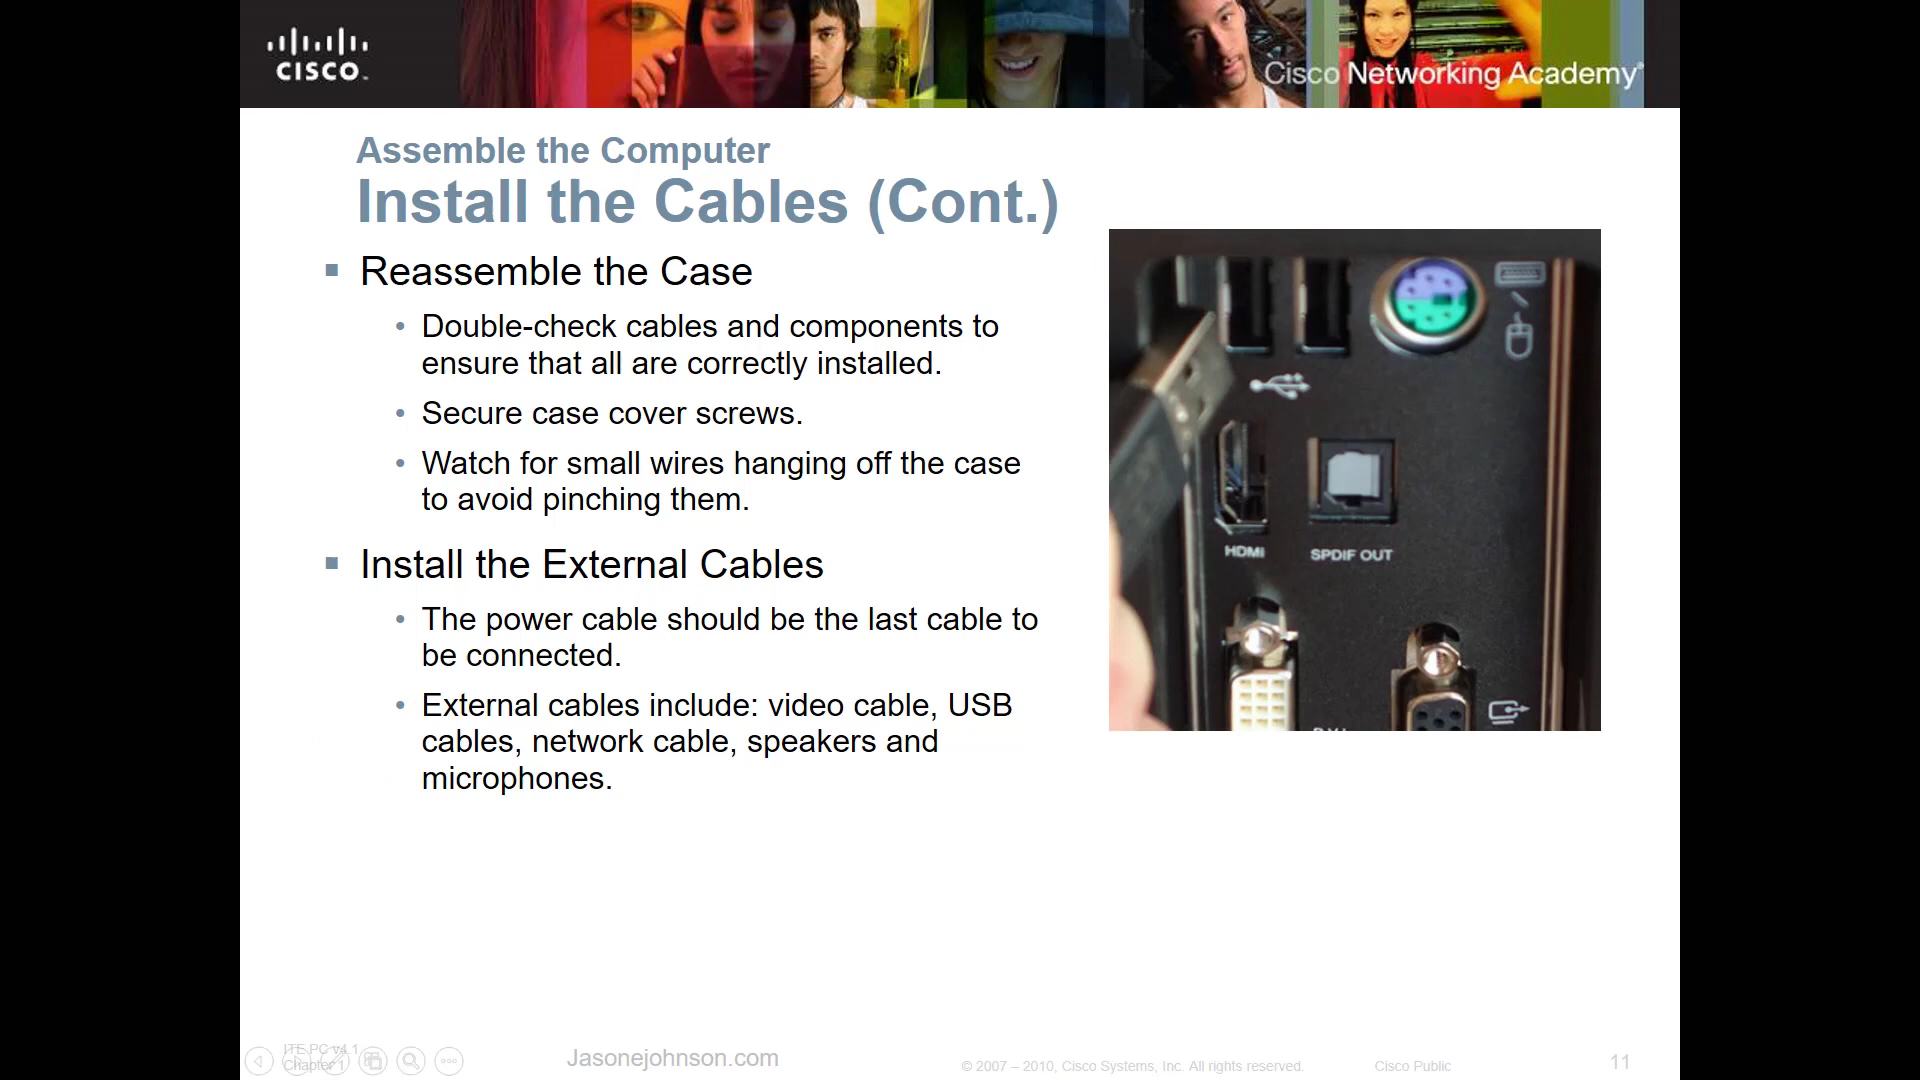 CISCO
Cisco Networking Academy
Assemble the Computer
Install the Cables (Cont.)
Reassemble the Case
Double-check cables and components to
ensure that all are correctly installed.
Secure case cover screws.
Watch for small wires hanging off the case
to avoid pinching them.
Install the External Cables
The power cable should be the last cable to
be connected.
External cables include: video cable, USB
cables, network cable, speakers and
microphones.
HDMI
SPDIF OUT
ITE PC v4.1
Chapter 1
Jasonejohnson.com
© 2007 – 2010, Cisco Systems, Inc. All rights reserved.
Cisco Public
11